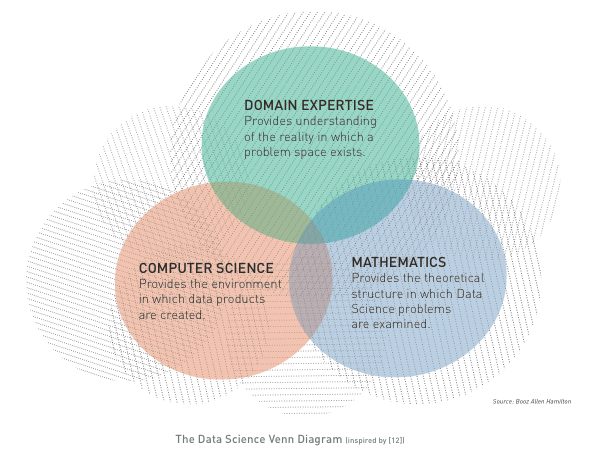 DOMAIN EXPERTISE
Provides understanding
of the reality in which a
problem space exists.
COMPUTER SCIENCE
Provides the environment
in which data products
are created.
MATHEMATICS
Provides the theoretical
structure in which Data
Science problems
are examined.
Source: Booz Allen Hamilton
The Data Science Venn Diagram (inspired by [12])